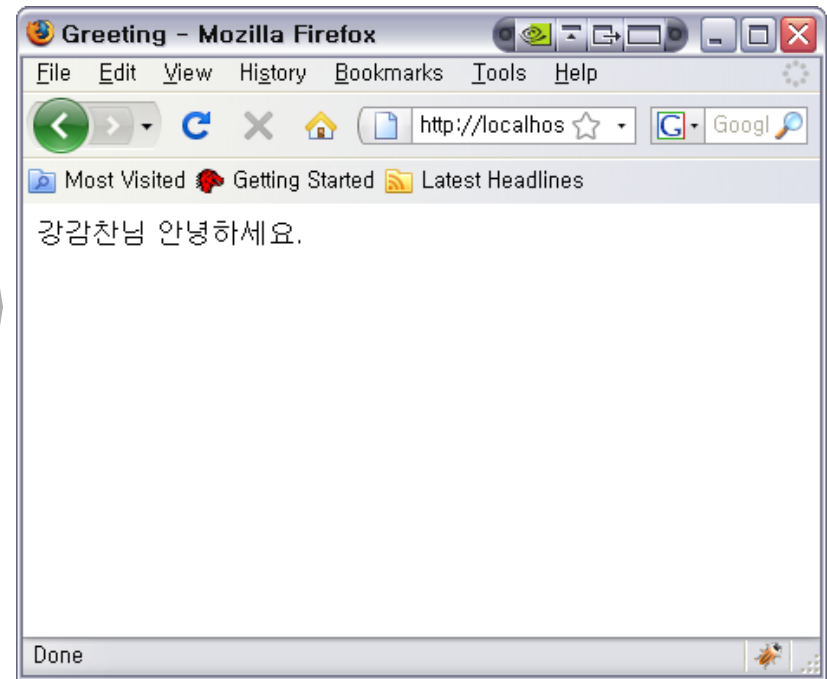 Greeting - Mozilla Firefox
File Edit View History Bookmarks Tools Help
http://localhos G Googl
Most Visited Getting Started Latest Headlines
강감찬님 안녕하세요.
Done